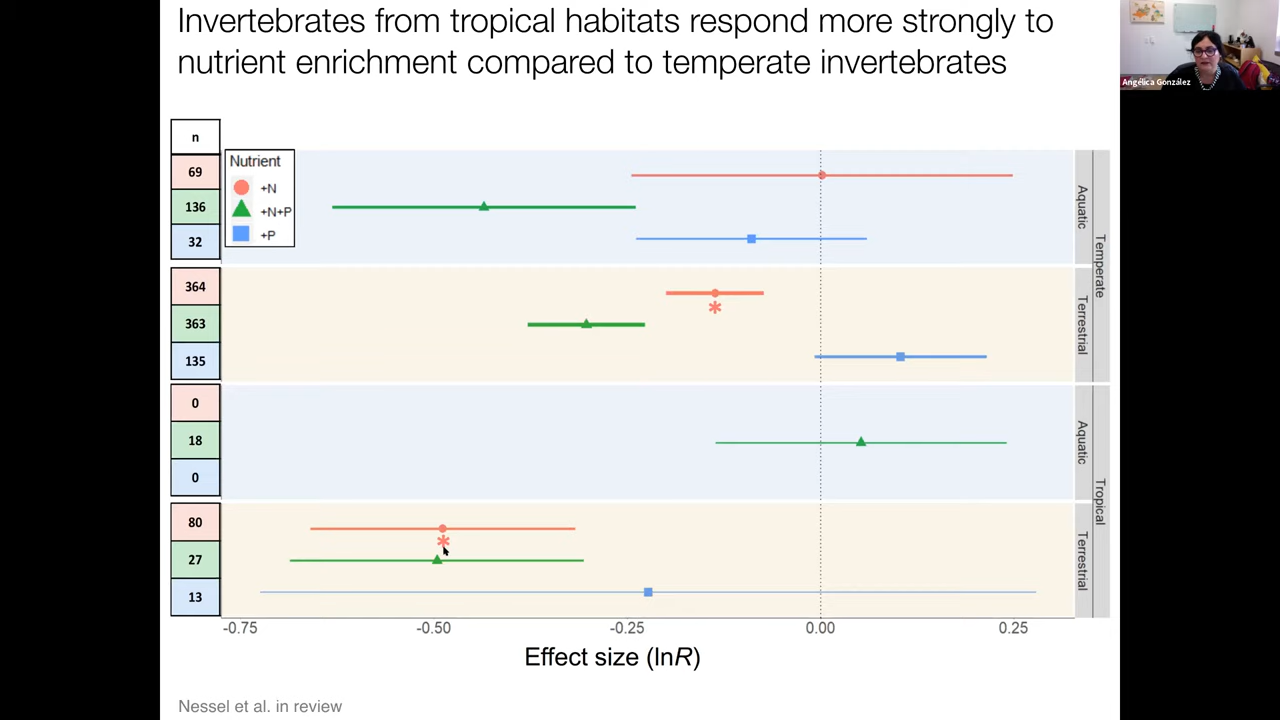 Invertebrates from tropical habitats respond more strongly to
nutrient enrichment compared to temperate invertebrates
Angélica González
n
69
136
32
364
363
135
0
18
0
80
27
13
Nutrient
+N
+N+P
+P
*
*
Aquatic
Terrestrial
Temperate
Aquatic
Terrestrial
Tropical
-0.75
-0.50
-0.25
0.00
0.25
Effect size (lnR)
Nessel et al. in review